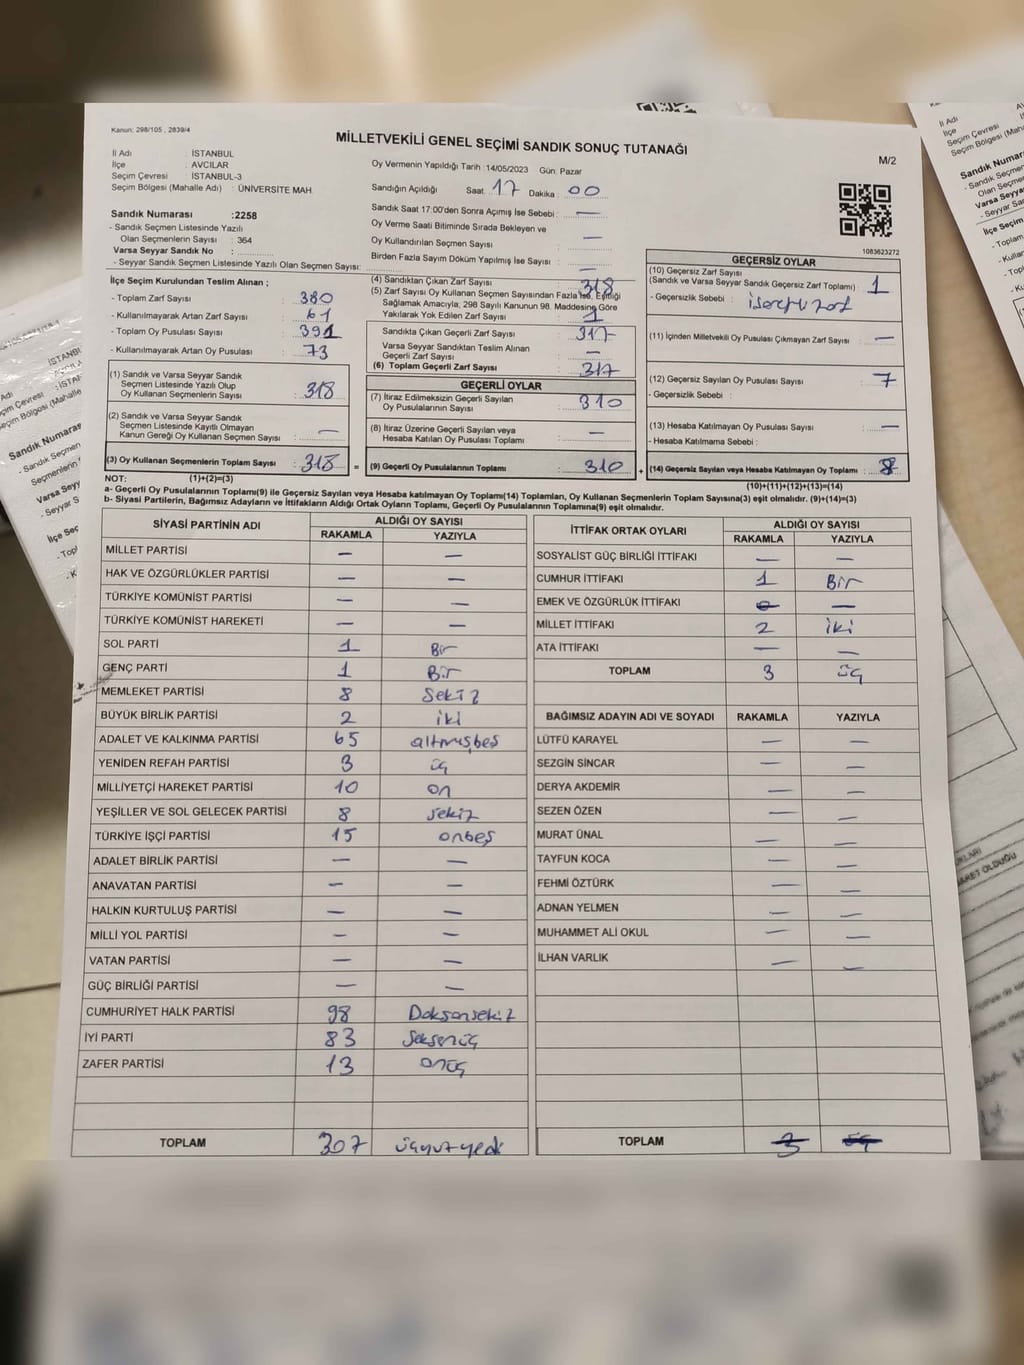 Kanun: 298/105 , 2839/4
MİLLETVEKİLİ GENEL SEÇİMİ SANDIK SONUÇ TUTANAĞI
M/2
İl Adı : İSTANBUL
İlçe : AVCILAR
Seçim Çevresi : İSTANBUL-3
Seçim Bölgesi (Mahalle Adı) : ÜNİVERSİTE MAH.
Oy Vermenin Yapıldığı Tarih :14/05/2023 Gün: Pazar
Sandığın Açıldığı Saat: 17 Dakika : 00
Sandık Saat 17:00'den Sonra Açımış İse Sebebi : —
Oy Verme Saati Bitiminde Sırada Bekleyen ve
Oy Kullandırılan Seçmen Sayısı : —
Birden Fazla Sayım Döküm Yapılmış İse Sayısı : —
Sandık Numarası :2258
- Sandık Seçmen Listesinde Yazılı
Olan Seçmenlerin Sayısı : 364
Varsa Seyyar Sandık No :
- Seyyar Sandık Seçmen Listesinde Yazılı Olan Seçmen Sayısı:
1083623272
İlçe Seçim Kurulundan Teslim Alınan ;
- Toplam Zarf Sayısı : 380
- Kullanılmayarak Artan Zarf Sayısı : 61
- Toplam Oy Pusulası Sayısı : 391
- Kullanılmayarak Artan Oy Pusulası : 73
(1) Sandık ve Varsa Seyyar Sandık
Seçmen Listesinde Yazılı Olup
Oy Kullanan Seçmenlerin Sayısı : 318
(2) Sandık ve Varsa Seyyar Sandık
Seçmen Listesinde Kayıtlı Olmayan
Kanun Gereği Oy Kullanan Seçmen Sayısı : —
(3) Oy Kullanan Seçmenlerin Toplam Sayısı : 318 =
(1)+(2)=(3)
(4) Sandıktan Çıkan Zarf Sayısı : 318
(5) Zarf Sayısı Oy Kullanan Seçmen Sayısından Fazla İse, Eşitliği
Sağlamak Amacıyla, 298 Sayılı Kanunun 98. Maddesine Göre
Yakılarak Yok Edilen Zarf Sayısı : 1
Sandıkta Çıkan Geçerli Zarf Sayısı : 317
Varsa Seyyar Sandıktan Teslim Alınan
Geçerli Zarf Sayısı : —
(6) Toplam Geçerli Zarf Sayısı : 317
GEÇERLİ OYLAR
(7) İtiraz Edilmeksizin Geçerli Sayılan
Oy Pusulalarının Sayısı : 310
(8) İtiraz Üzerine Geçerli Sayılan veya
Hesaba Katılan Oy Pusulası Toplamı : —
(9) Geçerli Oy Pusulalarının Toplamı : 310 +
GEÇERSİZ OYLAR
(10) Geçersiz Zarf Sayısı
(Sandık ve Varsa Seyyar Sandık Geçersiz Zarf Toplamı) : 1
- Geçersizlik Sebebi :
(11) İçinden Milletvekili Oy Pusulası Çıkmayan Zarf Sayısı : —
(12) Geçersiz Sayılan Oy Pusulası Sayısı : 7
- Geçersizlik Sebebi :
(13) Hesaba Katılmayan Oy Pusulası Sayısı : —
- Hesaba Katılmama Sebebi :
(14) Geçersiz Sayılan veya Hesaba Katılmayan Oy Toplamı : 8
(10)+(11)+(12)+(13)=(14)
NOT:
a- Geçerli Oy Pusulalarının Toplamı(9) ile Geçersiz Sayılan veya Hesaba katılmayan Oy Toplamı(14) Toplamları, Oy Kullanan Seçmenlerin Toplam Sayısına(3) eşit olmalıdır. (9)+(14)=(3)
b- Siyasi Partilerin, Bağımsız Adayların ve İttifakların Aldığı Ortak Oyların Toplamı, Geçerli Oy Pusulalarının Toplamına(9) eşit olmalıdır.
SİYASİ PARTİNİN ADI ALDIĞI OY SAYISI
RAKAMLA YAZIYLA
MİLLET PARTİSİ — —
HAK VE ÖZGÜRLÜKLER PARTİSİ — —
TÜRKİYE KOMÜNİST PARTİSİ — —
TÜRKİYE KOMÜNİST HAREKETİ — —
SOL PARTİ 1 Bir
GENÇ PARTİ 1 Bir
MEMLEKET PARTİSİ 8 Sekiz
BÜYÜK BİRLİK PARTİSİ 2 iki
ADALET VE KALKINMA PARTİSİ 65 altmışbeş
YENİDEN REFAH PARTİSİ 3 üç
MİLLİYETÇİ HAREKET PARTİSİ 10 on
YEŞİLLER VE SOL GELECEK PARTİSİ 8 sekiz
TÜRKİYE İŞÇİ PARTİSİ 15 onbeş
ADALET BİRLİK PARTİSİ — —
ANAVATAN PARTİSİ — —
HALKIN KURTULUŞ PARTİSİ — —
MİLLİ YOL PARTİSİ — —
VATAN PARTİSİ — —
GÜÇ BİRLİĞİ PARTİSİ — —
CUMHURİYET HALK PARTİSİ 98 Doksansekiz
İYİ PARTİ 83 Seksenüç
ZAFER PARTİSİ 13 onüç
TOPLAM 307 üçyüzyedi
İTTİFAK ORTAK OYLARI ALDIĞI OY SAYISI
RAKAMLA YAZIYLA
SOSYALİST GÜÇ BİRLİĞİ İTTİFAKI — —
CUMHUR İTTİFAKI 1 Bir
EMEK VE ÖZGÜRLÜK İTTİFAKI — —
MİLLET İTTİFAKI 2 iki
ATA İTTİFAKI — —
TOPLAM 3 üç
BAĞIMSIZ ADAYIN ADI VE SOYADI RAKAMLA YAZIYLA
LÜTFÜ KARAYEL — —
SEZGİN SİNCAR — —
DERYA AKDEMİR — —
SEZEN ÖZEN — —
MURAT ÜNAL — —
TAYFUN KOCA — —
FEHMİ ÖZTÜRK — —
ADNAN YELMEN — —
MUHAMMET ALİ OKUL — —
İLHAN VARLIK — —
TOPLAM 3 üç